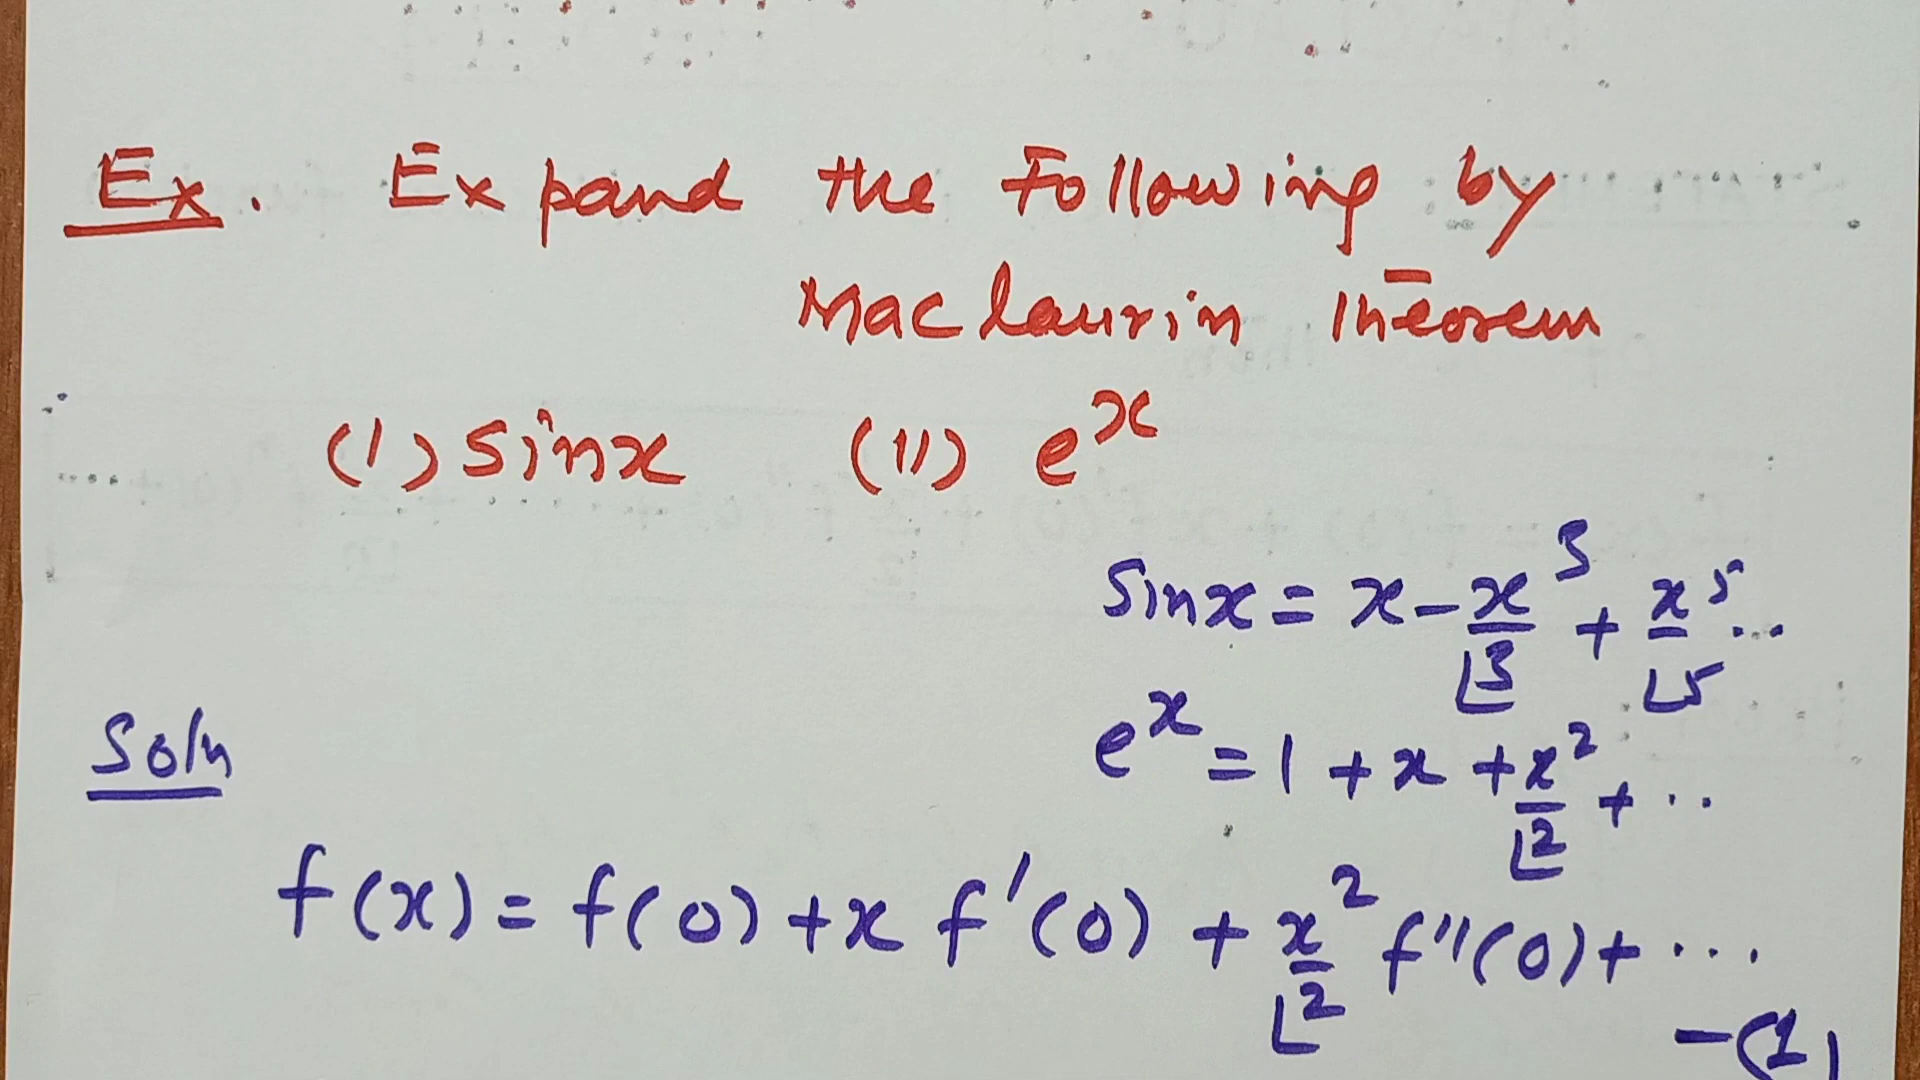 Ex. Expand the Following by
Maclaurin Theorem
(I) sinx (II) e^x
Sinx = x - x^3/⌊3 + x^5/⌊5 ...
Soln
e^x = 1 + x + x^2/⌊2 + ...
f(x) = f(0) + x f'(0) + x^2/⌊2 f''(0) + ...
-(1)